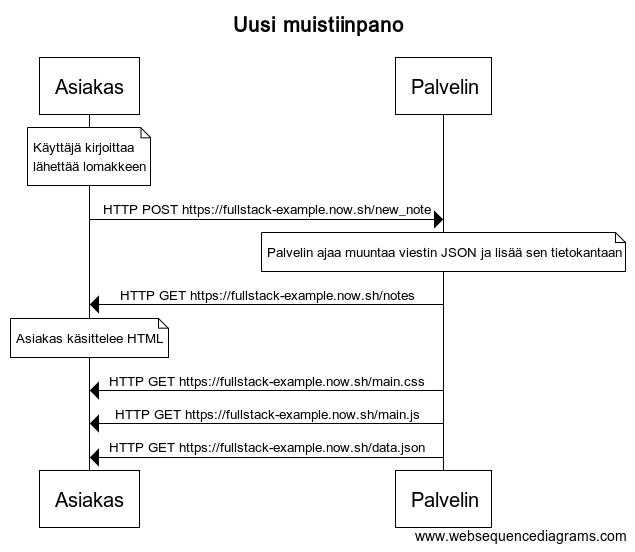 Uusi muistiinpano
Asiakas
Palvelin
Käyttäjä kirjoittaa
lähettää lomakkeen
HTTP POST https://fullstack-example.now.sh/new_note
Palvelin ajaa muuntaa viestin JSON ja lisää sen tietokantaan
HTTP GET https://fullstack-example.now.sh/notes
Asiakas käsittelee HTML
HTTP GET https://fullstack-example.now.sh/main.css
HTTP GET https://fullstack-example.now.sh/main.js
HTTP GET https://fullstack-example.now.sh/data.json
Asiakas
Palvelin
www.websequencediagrams.com